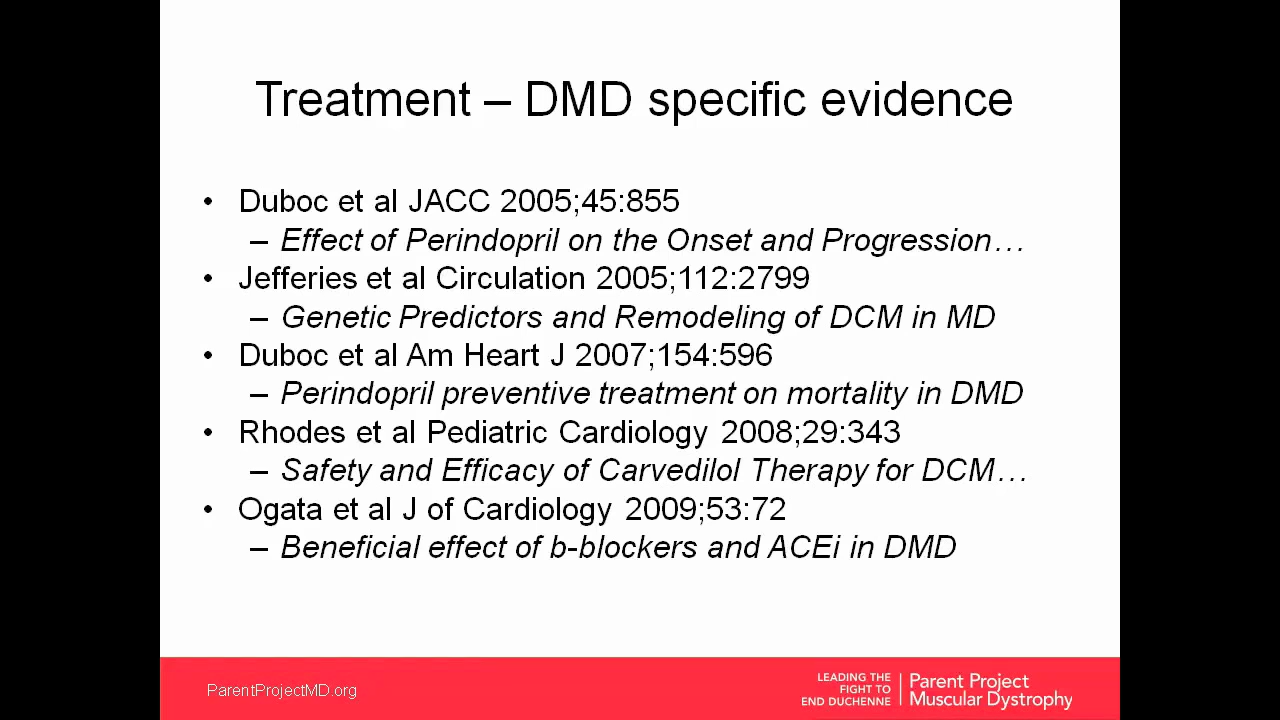 Treatment – DMD specific evidence
• Duboc et al JACC 2005;45:855
– Effect of Perindopril on the Onset and Progression…
• Jefferies et al Circulation 2005;112:2799
– Genetic Predictors and Remodeling of DCM in MD
• Duboc et al Am Heart J 2007;154:596
– Perindopril preventive treatment on mortality in DMD
• Rhodes et al Pediatric Cardiology 2008;29:343
– Safety and Efficacy of Carvedilol Therapy for DCM…
• Ogata et al J of Cardiology 2009;53:72
– Beneficial effect of b-blockers and ACEi in DMD
ParentProjectMD.org
LEADING THE
FIGHT TO
END DUCHENNE
Parent Project
Muscular Dystrophy